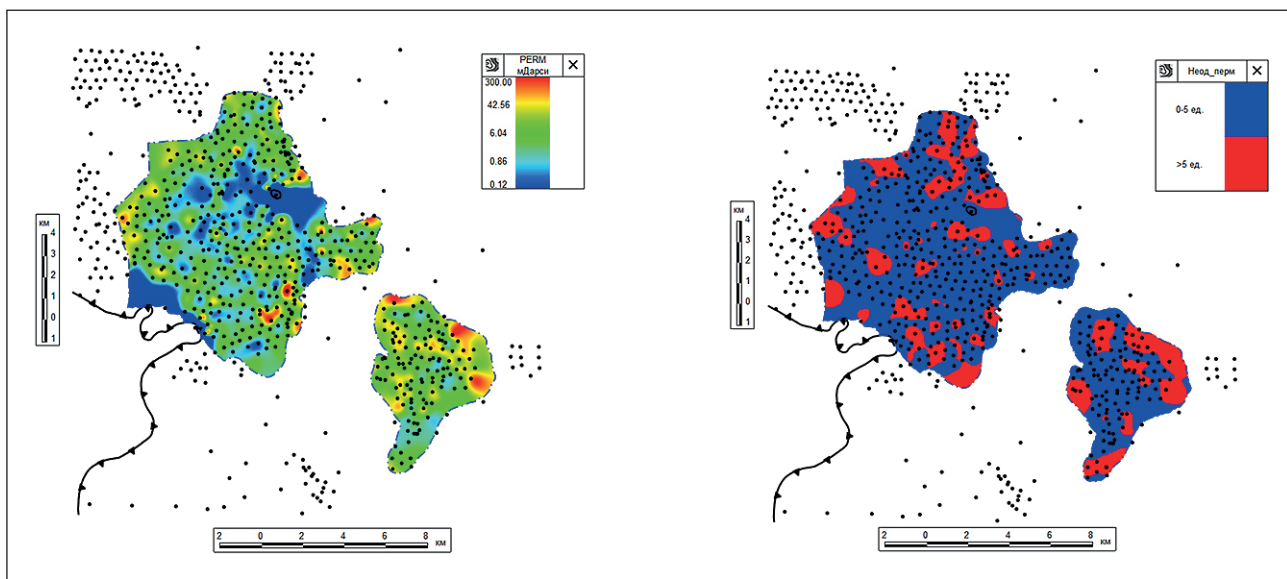 PERM
мДарси
300.00
42.56
6.04
0.86
0.12
км
4
3
2
1
0
1
2 0 2 4 6 8
км
Неод_перм
0-5 ед.
>5 ед.
км
4
3
2
1
0
1
2 0 2 4 6 8
км